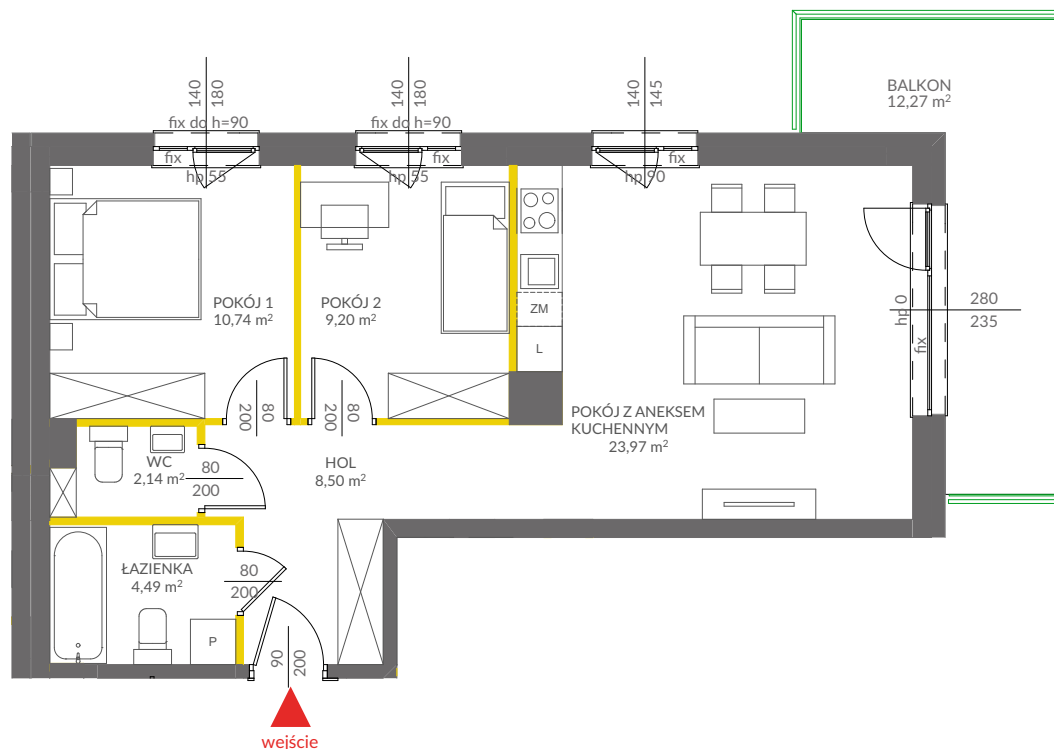 BALKON
12,27 m²
140
180
fix do h=90
fix
hp 55
140
180
fix do h=90
fix
hp 55
140
145
fix
hp 90
POKÓJ 1
10,74 m²
POKÓJ 2
9,20 m²
ZM
L
hp 0
fix
280
235
POKÓJ Z ANEKSEM
KUCHENNYM
23,97 m²
80
200
80
200
WC
2,14 m²
80
200
HOL
8,50 m²
ŁAZIENKA
4,49 m²
80
200
P
90
200
wejście